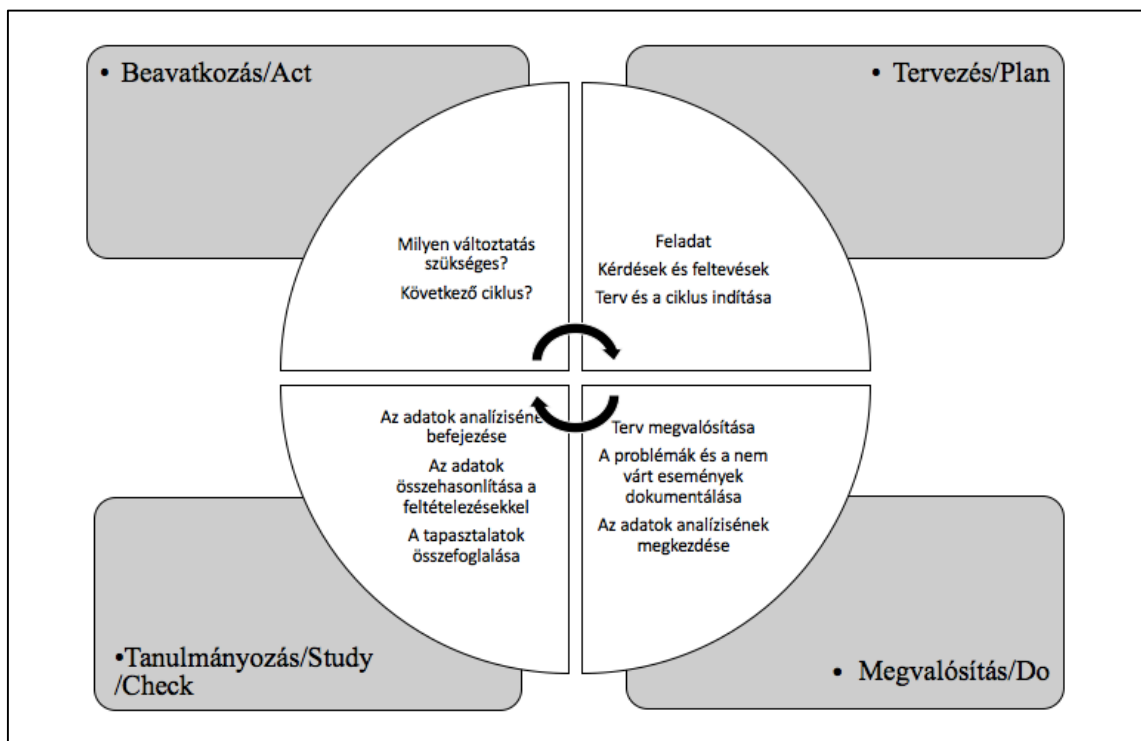 • Beavatkozás/Act
• Tervezés/Plan
Milyen változtatás
szükséges?
Következő ciklus?
Feladat
Kérdések és feltevések
Terv és a ciklus indítása
Az adatok analíziséne
befejezése
Az adatok
összehasonlítása a
feltételezésekkel
A tapasztalatok
összefoglalása
Terv megvalósítása
A problémák és a nem
várt események
dokumentálása
Az adatok analízisének
megkezdése
•Tanulmányozás/Study
/Check
• Megvalósítás/Do